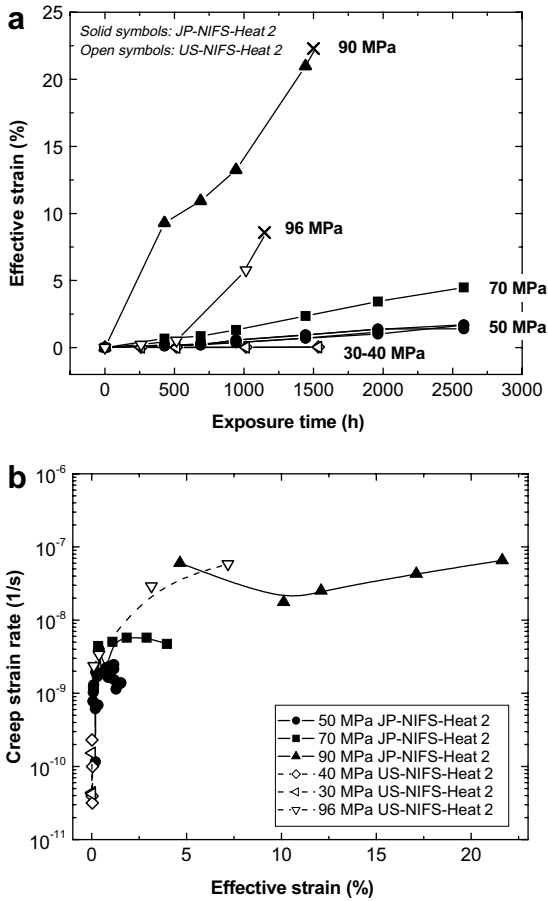 a
Solid symbols: JP-NIFS-Heat 2
Open symbols: US-NIFS-Heat 2
25
20
15
10
5
0
Effective strain (%)
90 MPa
96 MPa
70 MPa
50 MPa
30-40 MPa
0 500 1000 1500 2000 2500 3000
Exposure time (h)
b
10-6
10-7
10-8
10-9
10-10
10-11
Creep strain rate (1/s)
50 MPa JP-NIFS-Heat 2
70 MPa JP-NIFS-Heat 2
90 MPa JP-NIFS-Heat 2
40 MPa US-NIFS-Heat 2
30 MPa US-NIFS-Heat 2
96 MPa US-NIFS-Heat 2
0 5 10 15 20
Effective strain (%)